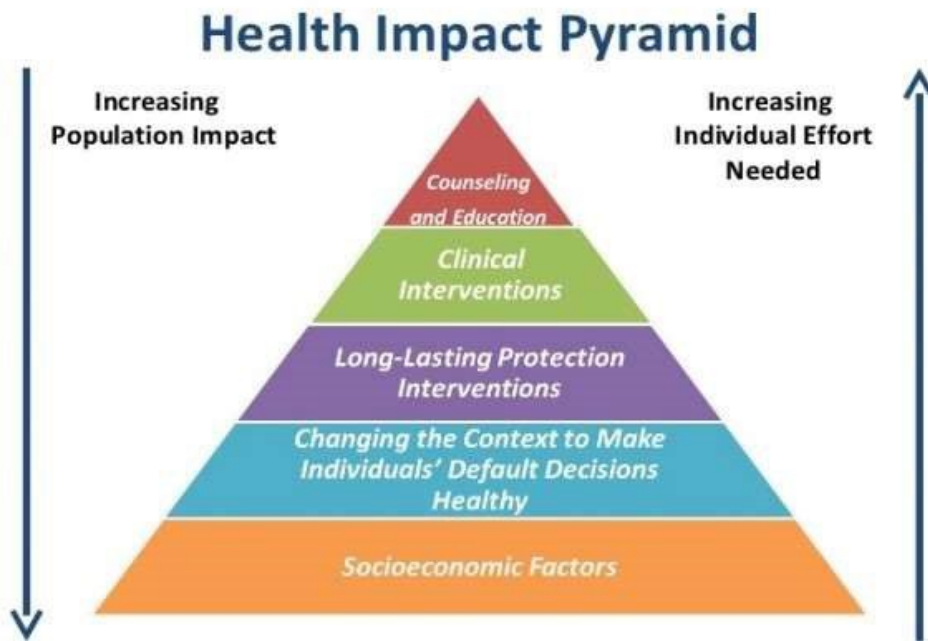 Health Impact Pyramid
Increasing
Population Impact
Increasing
Individual Effort
Needed
Counseling
and Education
Clinical
Interventions
Long-Lasting Protection
Interventions
Changing the Context to Make
Individuals’ Default Decisions
Healthy
Socioeconomic Factors